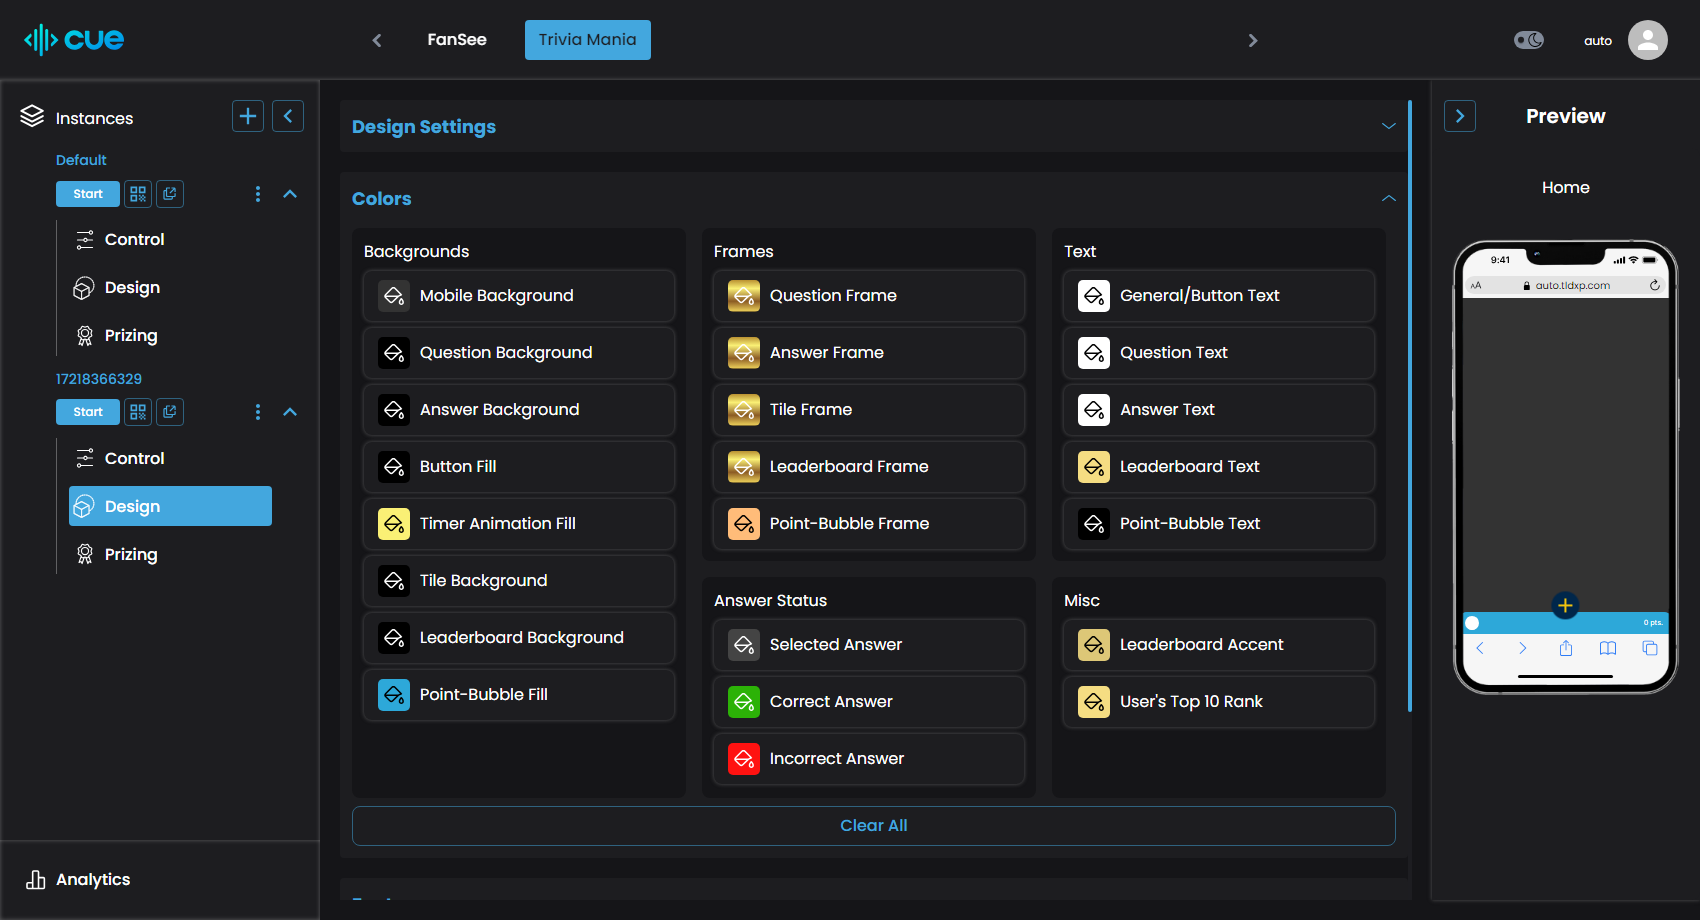 cue
FanSee
Trivia Mania
auto
Instances
Default
Start
Control
Design
Prizing
17218366329
Start
Control
Design
Prizing
Analytics
Design Settings
Colors
Backgrounds
Mobile Background
Question Background
Answer Background
Button Fill
Timer Animation Fill
Tile Background
Leaderboard Background
Point-Bubble Fill
Frames
Question Frame
Answer Frame
Tile Frame
Leaderboard Frame
Point-Bubble Frame
Answer Status
Selected Answer
Correct Answer
Incorrect Answer
Text
General/Button Text
Question Text
Answer Text
Leaderboard Text
Point-Bubble Text
Misc
Leaderboard Accent
User's Top 10 Rank
Clear All
Preview
Home
9:41
AA
auto.tldxp.com
0 pts.